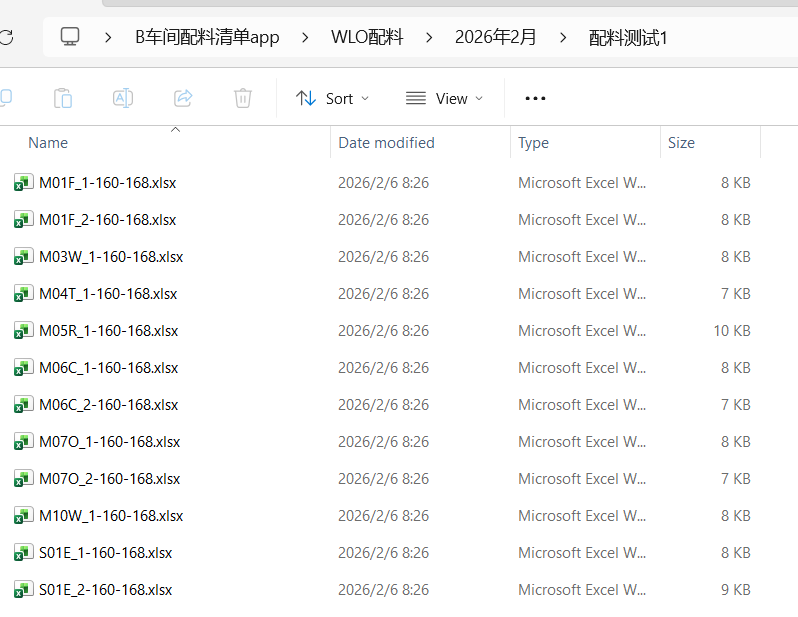 B车间配料清单app > WLO配料 > 2026年2月 > 配料测试1
Sort View
Name Date modified Type Size
M01F_1-160-168.xlsx 2026/2/6 8:26 Microsoft Excel W... 8 KB
M01F_2-160-168.xlsx 2026/2/6 8:26 Microsoft Excel W... 8 KB
M03W_1-160-168.xlsx 2026/2/6 8:26 Microsoft Excel W... 8 KB
M04T_1-160-168.xlsx 2026/2/6 8:26 Microsoft Excel W... 7 KB
M05R_1-160-168.xlsx 2026/2/6 8:26 Microsoft Excel W... 10 KB
M06C_1-160-168.xlsx 2026/2/6 8:26 Microsoft Excel W... 8 KB
M06C_2-160-168.xlsx 2026/2/6 8:26 Microsoft Excel W... 7 KB
M07O_1-160-168.xlsx 2026/2/6 8:26 Microsoft Excel W... 8 KB
M07O_2-160-168.xlsx 2026/2/6 8:26 Microsoft Excel W... 7 KB
M10W_1-160-168.xlsx 2026/2/6 8:26 Microsoft Excel W... 8 KB
S01E_1-160-168.xlsx 2026/2/6 8:26 Microsoft Excel W... 8 KB
S01E_2-160-168.xlsx 2026/2/6 8:26 Microsoft Excel W... 9 KB